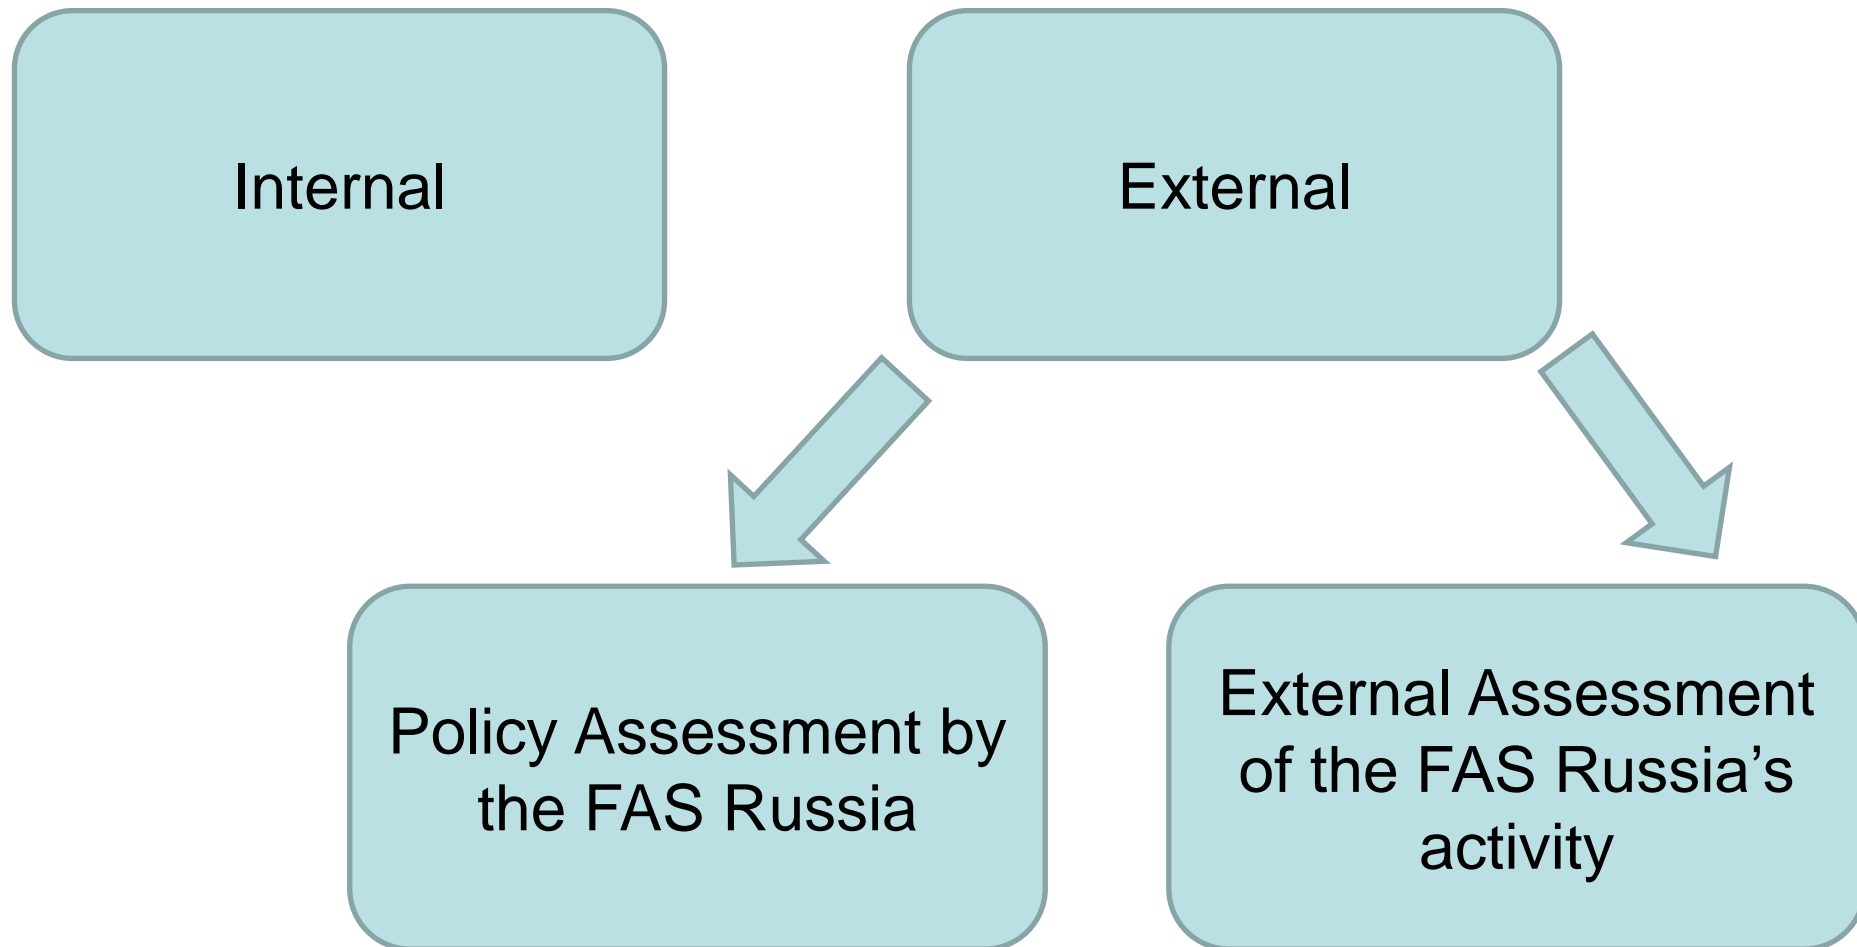 Internal
External
Policy Assessment by
the FAS Russia
External Assessment
of the FAS Russia’s
activity